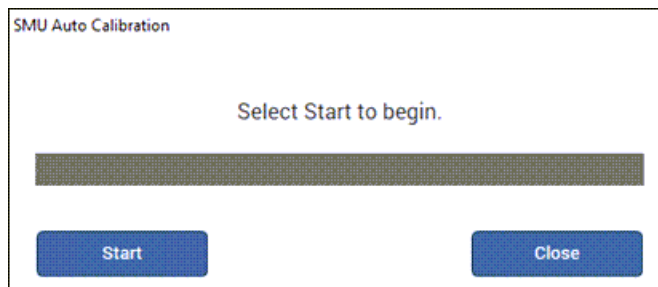 SMU Auto Calibration
Select Start to begin.
Start
Close